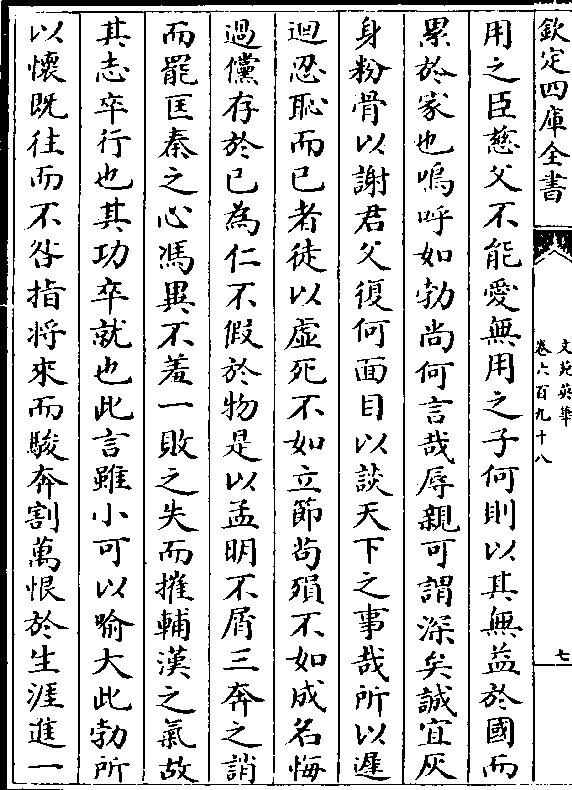 欽定四庫全書
文苑英華
卷六百九十八
七
用之臣慈父不能愛無用之子何則以其無益於國而
累於家也嗚呼如勃尚何言哉辱親可謂深矣誠宜灰
身粉骨以謝君父復何面目以談天下之事哉所以遲
迴忍恥而已者徒以虛死不如立節茍殞不如成名悔
過儻存於已為仁不假於物是以孟明不屑三奔之誚
而罷匡秦之心馮異不羞一敗之失而摧輔漢之氣故
其志卒行也其功卒就也此言雖小可以喻大此勃所
以懷既往而不咎指將來而駿奔割萬恨於生涯進一